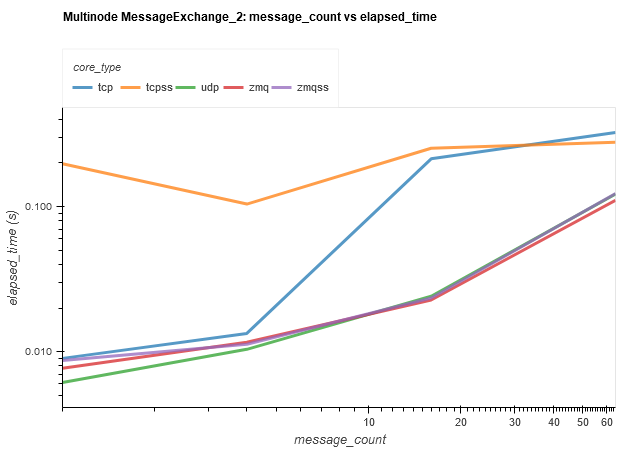 Multinode MessageExchange_2: message_count vs elapsed_time
core_type
tcp tcpss udp zmq zmqss
elapsed_time (s)
0.100
0.010
10 20 30 40 50 60
message_count